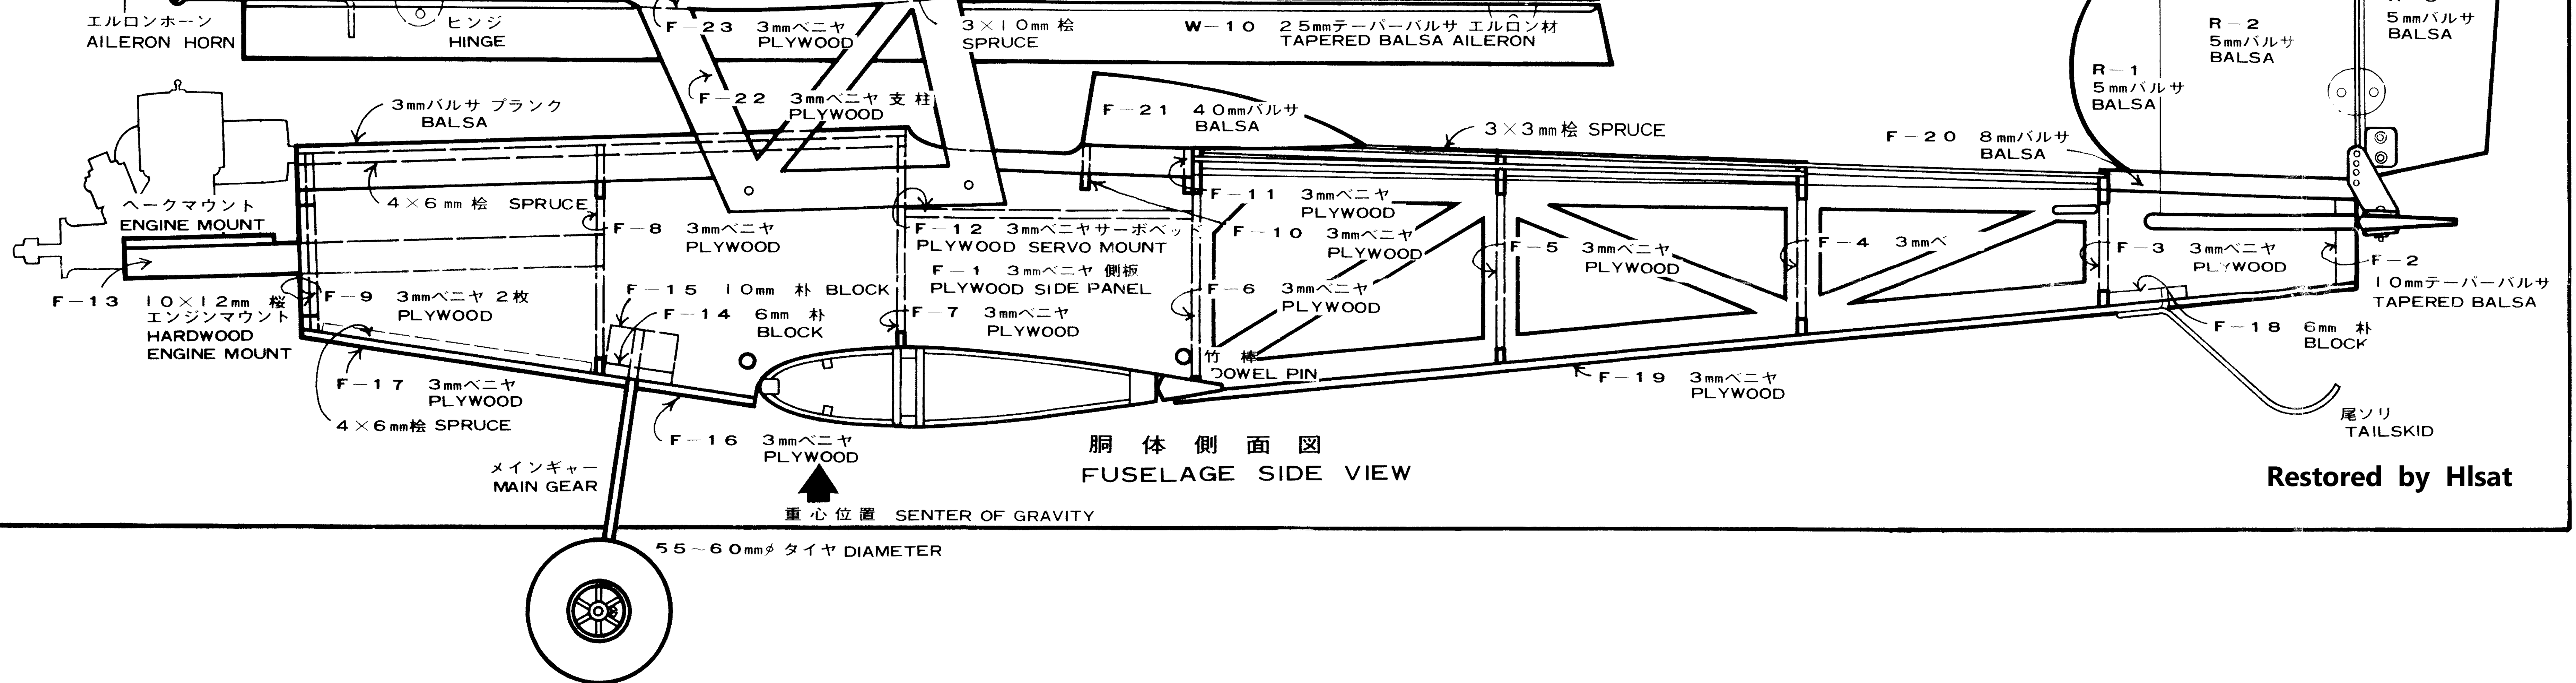 エルロンホーン
AILERON HORN
ヒンジ
HINGE
F-23 3mmベニヤ
PLYWOOD
3×10mm 桧
SPRUCE
W-10 25mmテーパーバルサ エルロン材
TAPERED BALSA AILERON
R-2
5mmバルサ
BALSA
5mmバルサ
BALSA
R-1
5mmバルサ
BALSA
3mmバルサ プランク
BALSA
F-22 3mmベニヤ 支柱
PLYWOOD
F-21 40mmバルサ
BALSA
3×3mm桧 SPRUCE
F-20 8mmバルサ
BALSA
ヘークマウント
ENGINE MOUNT
4×6mm 桧 SPRUCE
F-8 3mmベニヤ
PLYWOOD
F-12 3mmベニヤサーボベッド
PLYWOOD SERVO MOUNT
F-11 3mmベニヤ
PLYWOOD
F-10 3mmベニヤ
PLYWOOD
F-5 3mmベニヤ
PLYWOOD
F-4 3mmベ
F-3 3mmベニヤ
PLYWOOD
F-2
10mmテーパーバルサ
TAPERED BALSA
F-1 3mmベニヤ 側板
PLYWOOD SIDE PANEL
F-13 10×12mm 桜
エンジンマウント
HARDWOOD
ENGINE MOUNT
F-9 3mmベニヤ 2枚
PLYWOOD
F-15 10mm 朴 BLOCK
F-14 6mm 朴
BLOCK
F-7 3mmベニヤ
PLYWOOD
F-6 3mmベニヤ
PLYWOOD
F-18 6mm 朴
BLOCK
竹 棒
DOWEL PIN
F-17 3mmベニヤ
PLYWOOD
F-19 3mmベニヤ
PLYWOOD
4×6mm桧 SPRUCE
F-16 3mmベニヤ
PLYWOOD
尾ソリ
TAILSKID
メインギャー
MAIN GEAR
胴体側面図
FUSELAGE SIDE VIEW
Restored by Hlsat
重心位置 SENTER OF GRAVITY
55~60mmφ タイヤ DIAMETER